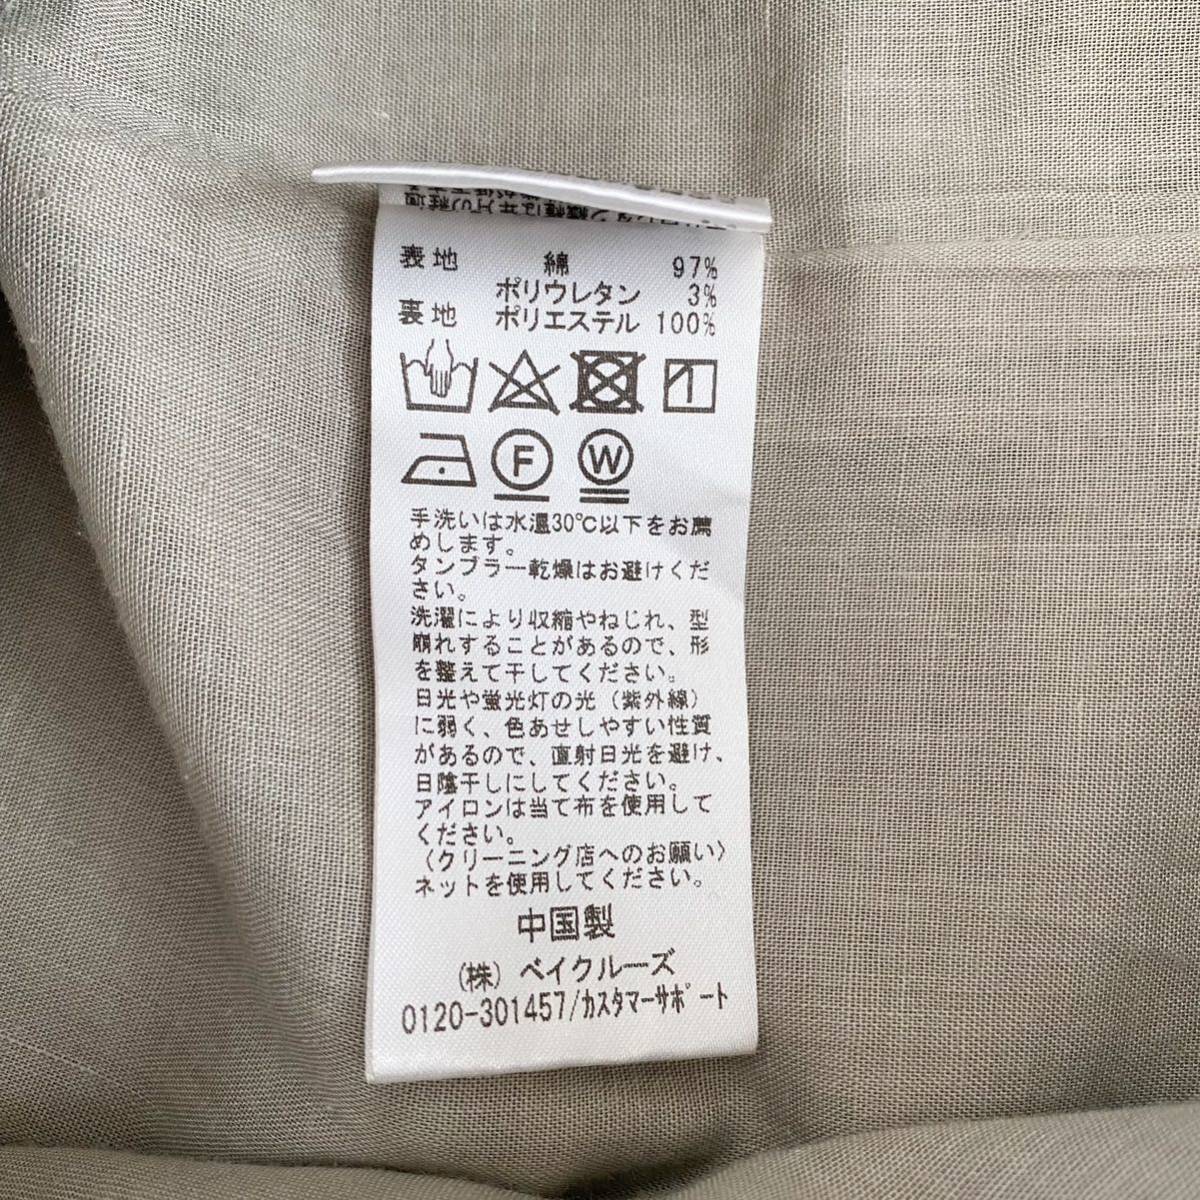 表地 綿 97%
ポリウレタン 3%
裏地 ポリエステル 100%
1
F W
手洗いは水温30℃以下をお薦
めします。
タンブラー乾燥はお避けくだ
さい。
洗濯により収縮やねじれ、型
崩れすることがあるので、形
を整えて干してください。
日光や蛍光灯の光(紫外線)
に弱く、色あせしやすい性質
があるので、直射日光を避け、
日陰干しにしてください。
アイロンは当て布を使用して
ください。
〈クリーニング店へのお願い〉
ネットを使用してください。
中国製
(株) ベイクルーズ
0120-301457/ｶｽﾀﾏｰｻﾎﾟｰﾄ